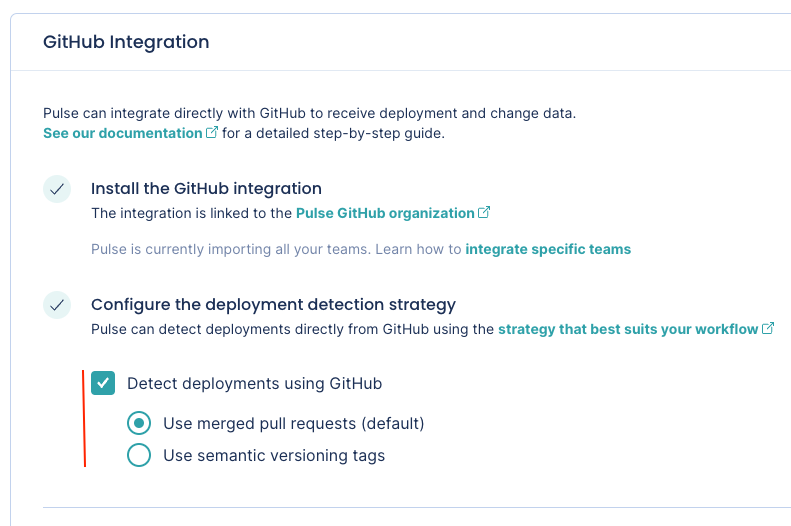 GitHub Integration
Pulse can integrate directly with GitHub to receive deployment and change data.
See our documentation for a detailed step-by-step guide.
Install the GitHub integration
The integration is linked to the Pulse GitHub organization
Pulse is currently importing all your teams. Learn how to integrate specific teams
Configure the deployment detection strategy
Pulse can detect deployments directly from GitHub using the strategy that best suits your workflow
Detect deployments using GitHub
Use merged pull requests (default)
Use semantic versioning tags